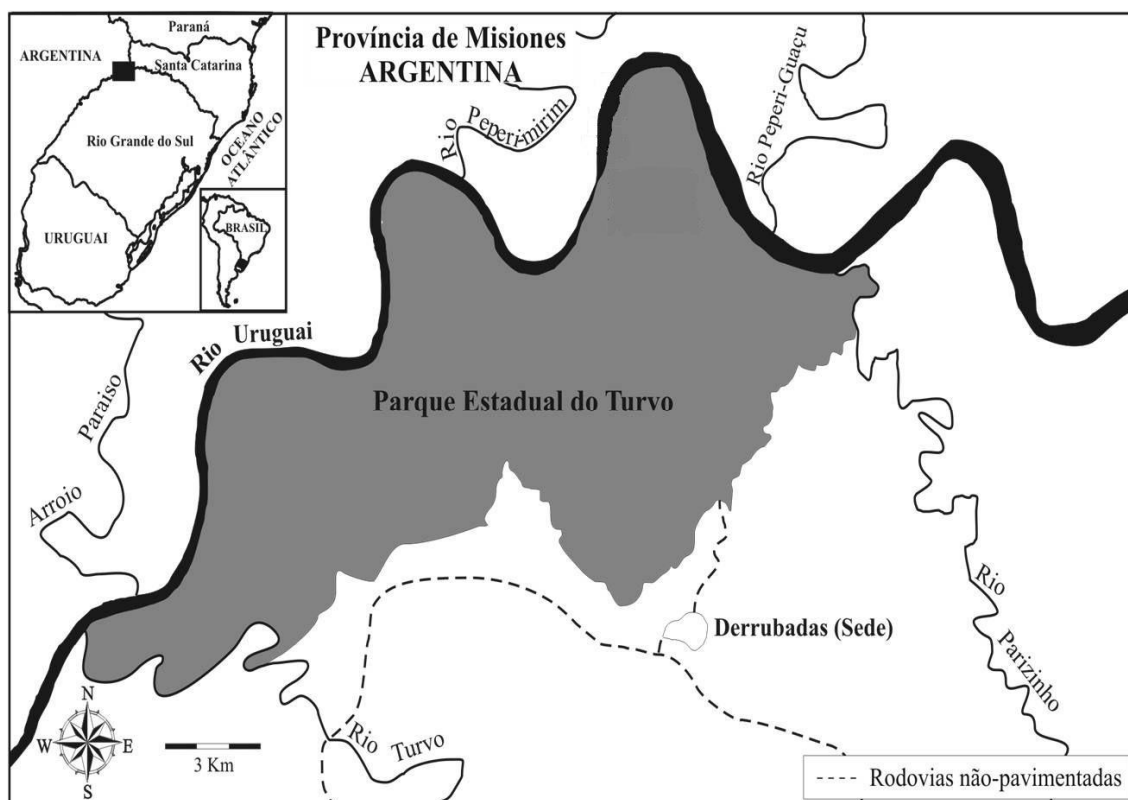 Paraná
ARGENTINA
Santa Catarina
Rio Grande do Sul
OCEANO
ATLÂNTICO
URUGUAI
BRASIL
Província de Misiones
ARGENTINA
Rio Peperi-mirim
Rio Peperi-Guaçu
Rio Uruguai
Arroio Paraiso
Parque Estadual do Turvo
Derrubadas (Sede)
Rio Parizinho
Rio Turvo
N
W E
S
3 Km
Rodovias não-pavimentadas